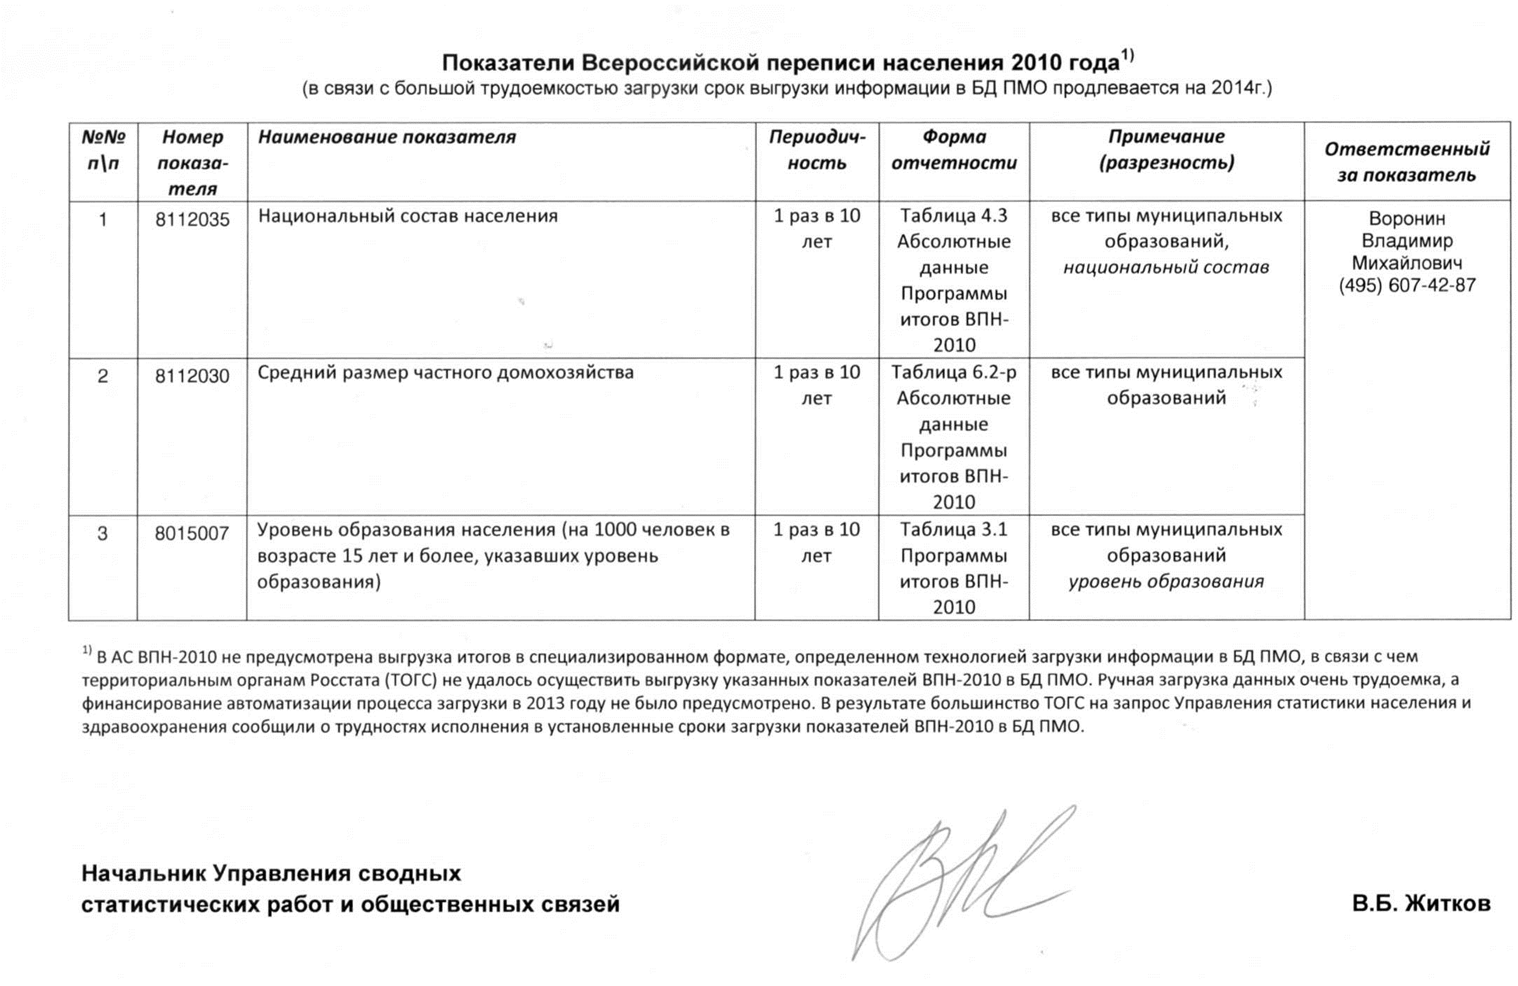 Показатели Всероссийской переписи населения 2010 года1)
(в связи с большой трудоемкостью загрузки срок выгрузки информации в БД ПМО продлевается на 2014г.)
№№ п\п
Номер показа-
теля
Наименование показателя
Периодич-
ность
Форма
отчетности
Примечание
(разрезность)
Ответственный
за показатель
1
8112035
Национальный состав населения
1 раз в 10
лет
Таблица 4.3
Абсолютные
данные
Программы
итогов ВПН-
2010
все типы муниципальных
образований,
национальный состав
Воронин
Владимир
Михайлович
(495) 607-42-87
2
8112030
Средний размер частного домохозяйства
1 раз в 10
лет
Таблица 6.2-р
Абсолютные
данные
Программы
итогов ВПН-
2010
все типы муниципальных
образований
3
8015007
Уровень образования населения (на 1000 человек в
возрасте 15 лет и более, указавших уровень
образования)
1 раз в 10
лет
Таблица 3.1
Программы
итогов ВПН-
2010
все типы муниципальных
образований
уровень образования
1) В АС ВПН-2010 не предусмотрена выгрузка итогов в специализированном формате, определенном технологией загрузки информации в БД ПМО, в связи с чем
территориальным органам Росстата (ТОГС) не удалось осуществить выгрузку указанных показателей ВПН-2010 в БД ПМО. Ручная загрузка данных очень трудоемка, а
финансирование автоматизации процесса загрузки в 2013 году не было предусмотрено. В результате большинство ТОГС на запрос Управления статистики населения и
здравоохранения сообщили о трудностях исполнения в установленные сроки загрузки показателей ВПН-2010 в БД ПМО.
Начальник Управления сводных
статистических работ и общественных связей
В.Б. Житков